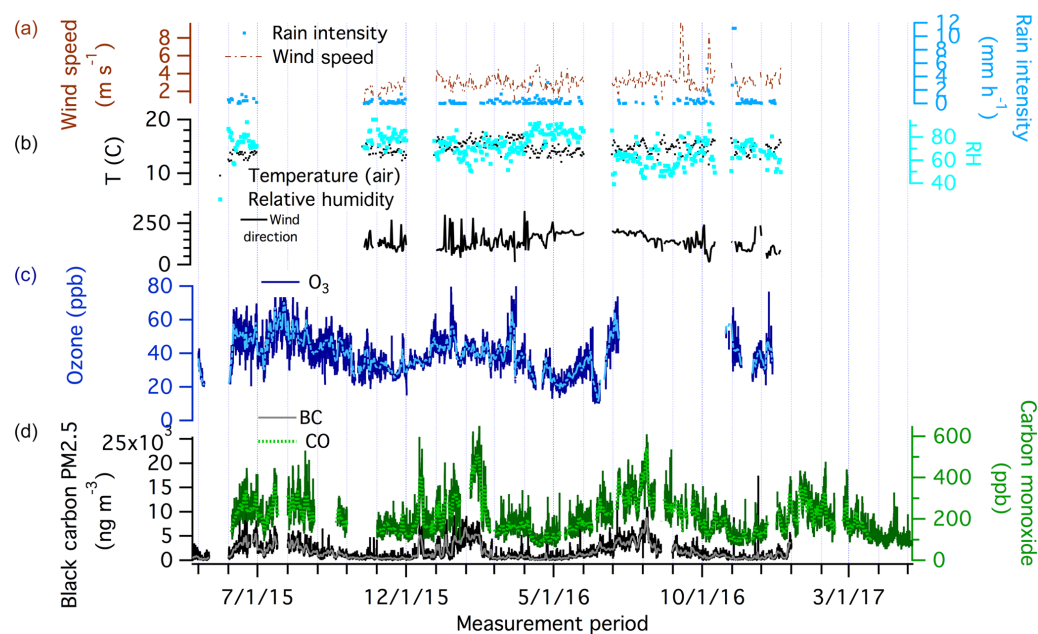 (a)
Wind speed
(m s⁻¹)
8
6
4
2
Rain intensity
Wind speed
12
10
8
6
4
2
0
Rain intensity
(mm h⁻¹)
(b)
T (C)
20
15
10
80
60
40
RH
Temperature (air)
Relative humidity
Wind
direction
250
150
0
(c)
Ozone (ppb)
80
60
40
20
0
O₃
(d)
Black carbon PM2.5
(ng m⁻³)
25x10³
20
15
10
5
0
BC
CO
600
400
200
0
Carbon monoxide
(ppb)
7/1/15
12/1/15
5/1/16
10/1/16
3/1/17
Measurement period